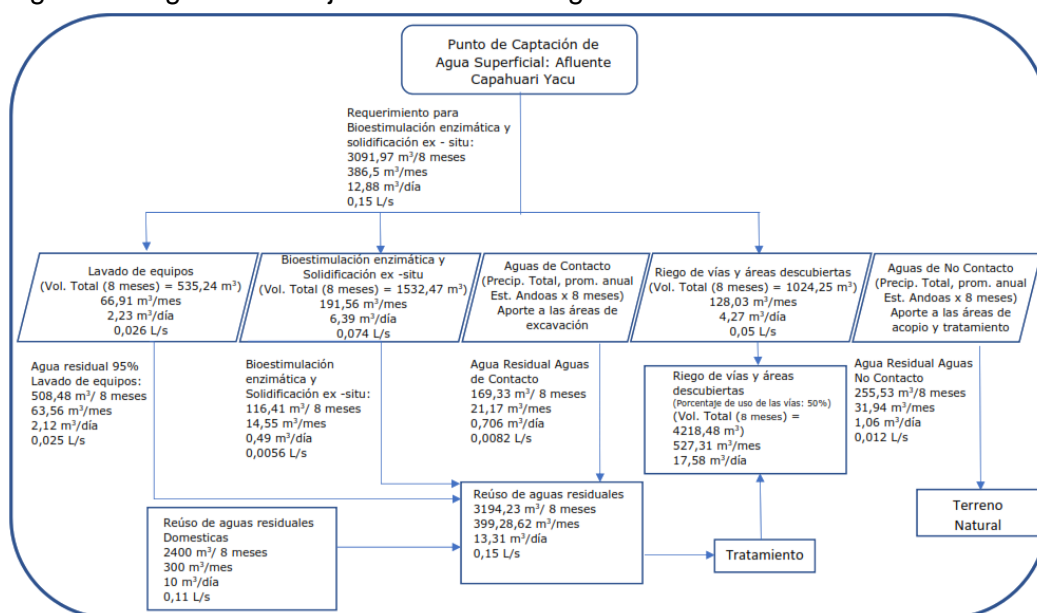 Punto de Captación de
Agua Superficial: Afluente
Capahuari Yacu
Requerimiento para
Bioestimulación enzimática y
solidificación ex - situ:
3091,97 m³/8 meses
386,5 m³/mes
12,88 m³/día
0,15 L/s
Lavado de equipos
(Vol. Total (8 meses) = 535,24 m³)
66,91 m³/mes
2,23 m³/día
0,026 L/s
Bioestimulación enzimática y
Solidificación ex -situ
(Vol. Total (8 meses) = 1532,47 m³)
191,56 m³/mes
6,39 m³/día
0,074 L/s
Aguas de Contacto
(Precip. Total, prom. anual
Est. Andoas x 8 meses)
Aporte a las áreas de
excavación
Riego de vías y áreas descubiertas
(Vol. Total (8 meses) = 1024,25 m³)
128,03 m³/mes
4,27 m³/día
0,05 L/s
Aguas de No Contacto
(Precip. Total, prom. anual
Est. Andoas x 8 meses)
Aporte a las áreas de
acopio y tratamiento
Agua residual 95%
Lavado de equipos:
508,48 m³/ 8 meses
63,56 m³/mes
2,12 m³/día
0,025 L/s
Bioestimulación
enzimática y
Solidificación ex -situ:
116,41 m³/ 8 meses
14,55 m³/mes
0,49 m³/día
0,0056 L/s
Agua Residual Aguas
de Contacto
169,33 m³/ 8 meses
21,17 m³/mes
0,706 m³/día
0,0082 L/s
Riego de vías y áreas
descubiertas
(Porcentaje de uso de las vías: 50%)
(Vol. Total (8 meses) =
4218,48 m³)
527,31 m³/mes
17,58 m³/día
Agua Residual Aguas
No Contacto
255,53 m³/8 meses
31,94 m³/mes
1,06 m³/día
0,012 L/s
Reúso de aguas residuales
Domesticas
2400 m³/ 8 meses
300 m³/mes
10 m³/día
0,11 L/s
Reúso de aguas residuales
3194,23 m³/ 8 meses
399,28,62 m³/mes
13,31 m³/día
0,15 L/s
Tratamiento
Terreno
Natural